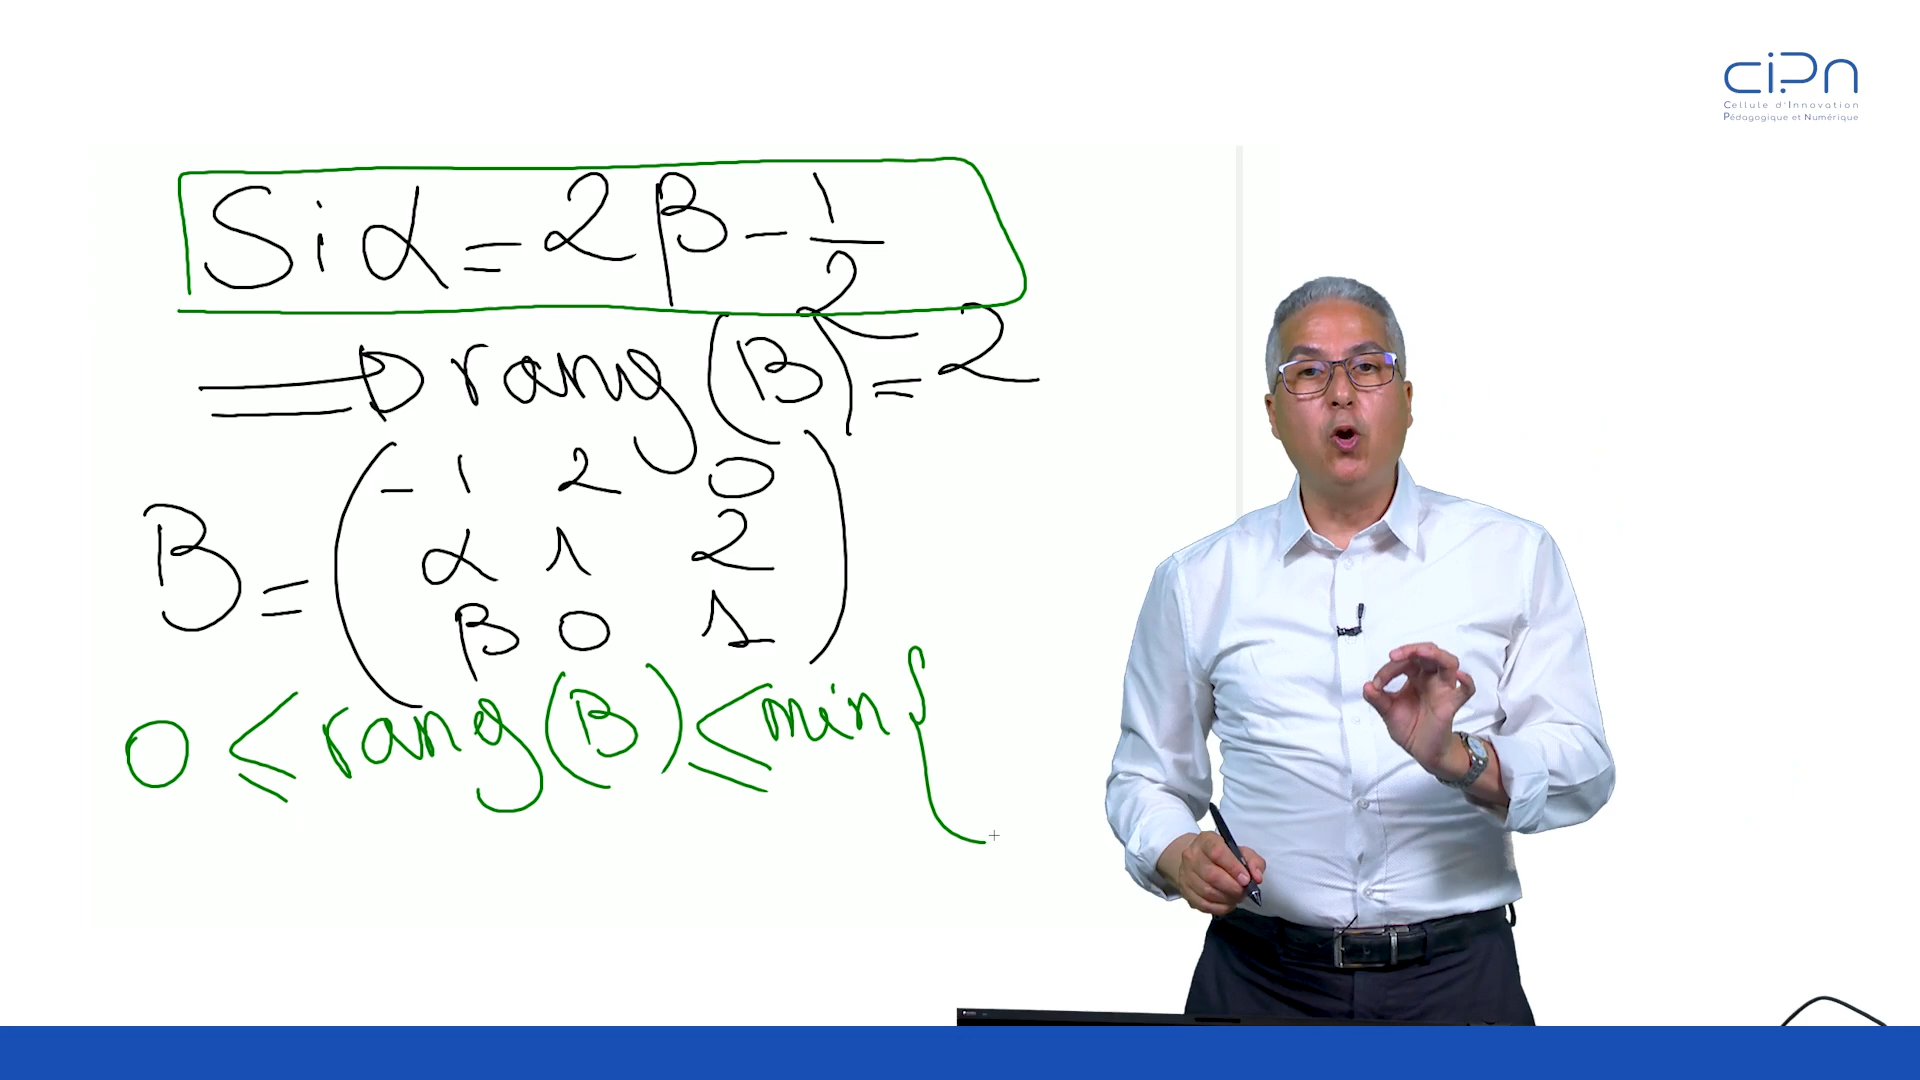 cipn
Cellule d'Innovation
Pédagogique et Numérique
Si α = 2β - 1/2
⟹ rang(B) = 2
B = ( -1 2 0
α 1 2
β 0 1 )
0 ≤ rang(B) ≤ min {